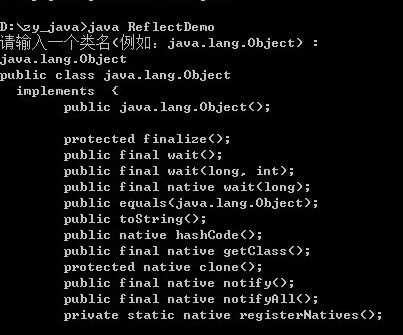 D:\zy_java>java ReflectDemo
请输入一个类名(例如：java.lang.Object) :
java.lang.Object
public class java.lang.Object
  implements  {
        public java.lang.Object();

        protected finalize();
        public final wait();
        public final wait(long, int);
        public final native wait(long);
        public equals(java.lang.Object);
        public toString();
        public native hashCode();
        public final native getClass();
        protected native clone();
        public final native notify();
        public final native notifyAll();
        private static native registerNatives();